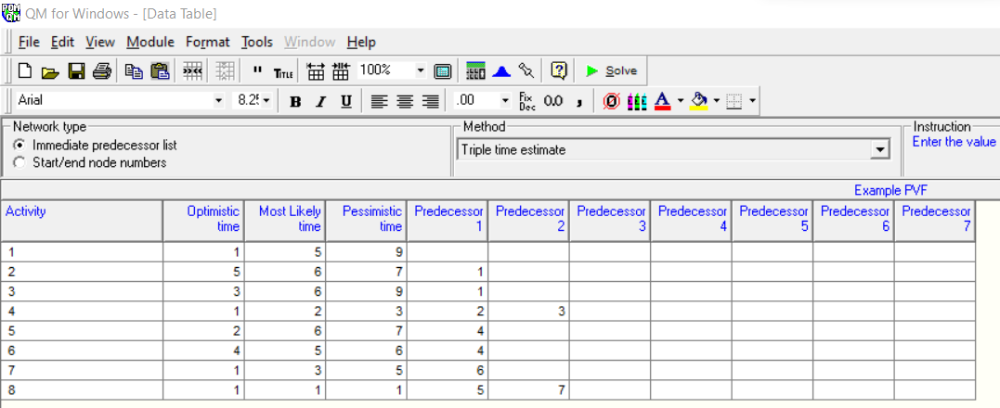 POM QM QM for Windows - [Data Table]
File Edit View Module Format Tools Window Help
" TITLE 100% Solve
Arial 8.2 B I U .00 Fix Dec 0.0 , A
Network type Method Instruction
Immediate predecessor list Triple time estimate Enter the value
Start/end node numbers
Example PVF
Activity Optimistic Most Likely Pessimistic Predecessor Predecessor Predecessor Predecessor Predecessor Predecessor Predecessor
time time time 1 2 3 4 5 6 7
1 1 5 9
2 5 6 7 1
3 3 6 9 1
4 1 2 3 2 3
5 2 6 7 4
6 4 5 6 4
7 1 3 5 6
8 1 1 1 5 7